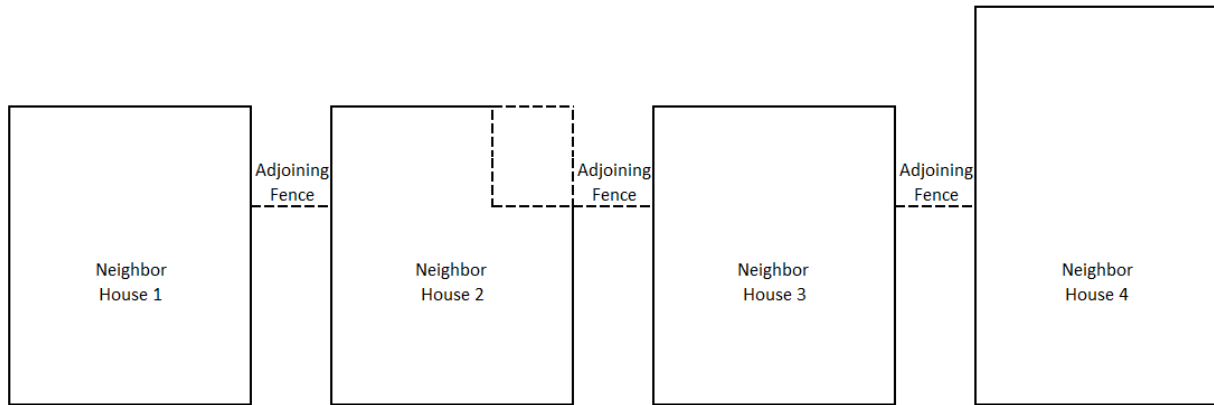 Adjoining
Fence
Adjoining
Fence
Adjoining
Fence
Neighbor
House 1
Neighbor
House 2
Neighbor
House 3
Neighbor
House 4